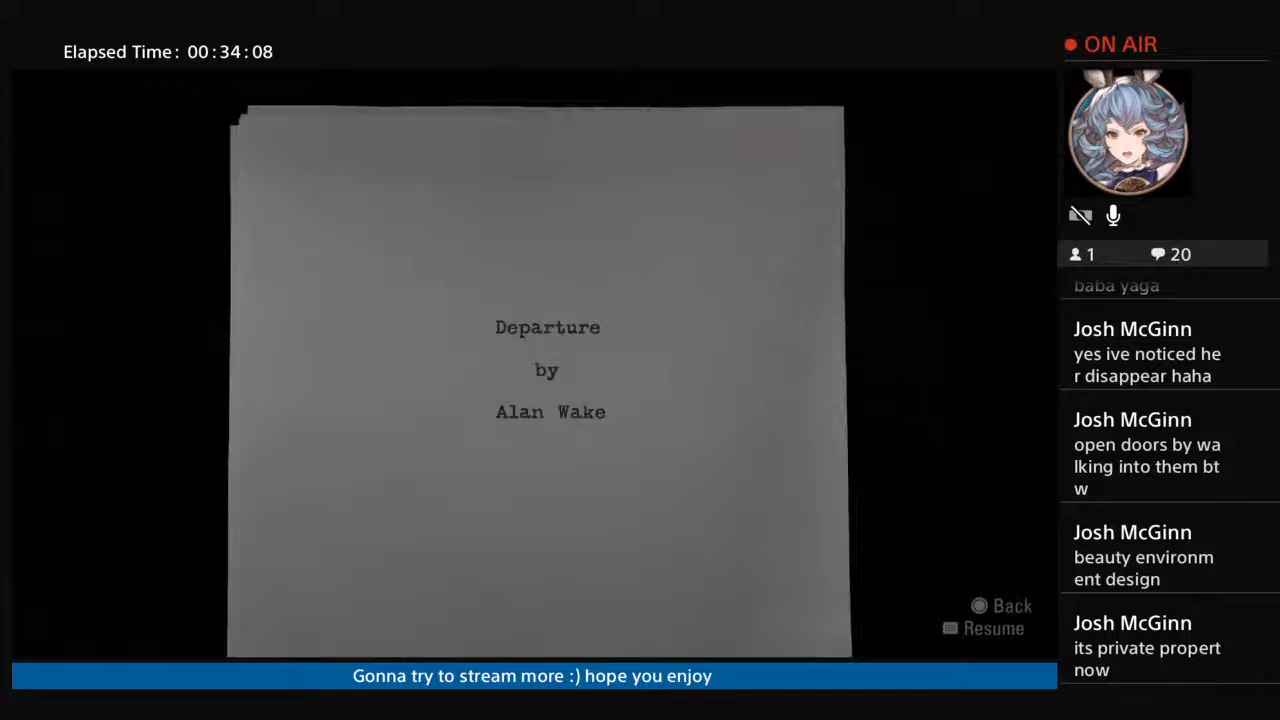 Elapsed Time: 00:34:08
ON AIR
Departure
by
Alan Wake
1
20
baba yaga
Josh McGinn
yes ive noticed he
r disappear haha
Josh McGinn
open doors by wa
lking into them bt
w
Josh McGinn
beauty environm
ent design
Josh McGinn
its private propert
now
Back
Resume
Gonna try to stream more :) hope you enjoy